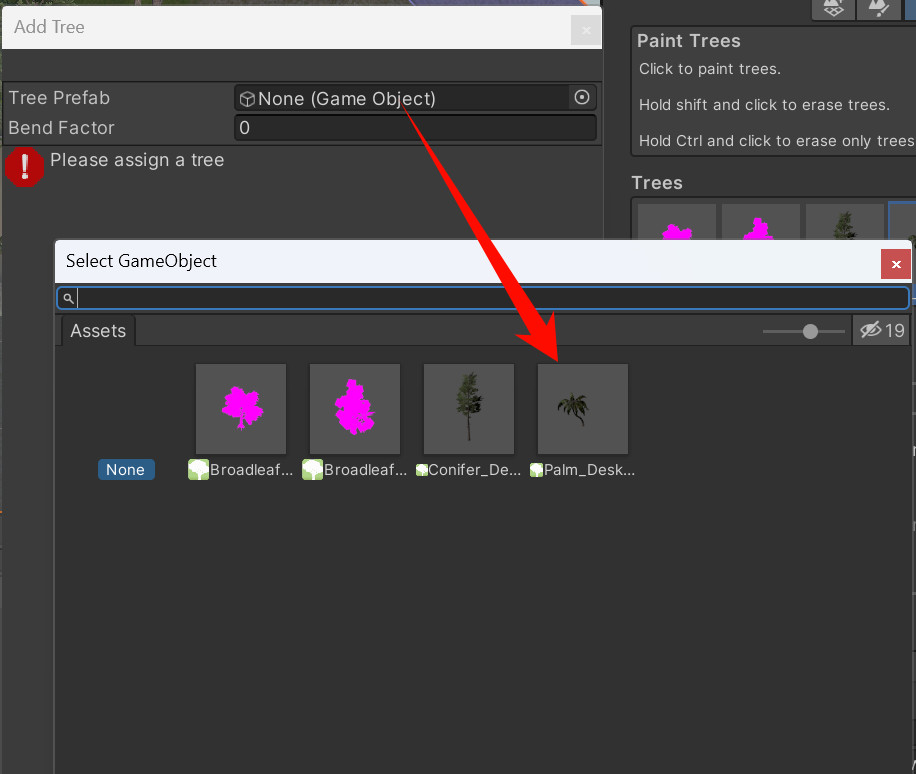 Add Tree
Tree Prefab
None (Game Object)
Bend Factor
0
Please assign a tree
Paint Trees
Click to paint trees.
Hold shift and click to erase trees.
Hold Ctrl and click to erase only trees
Trees
Select GameObject
Assets
19
None
Broadleaf...
Broadleaf...
Conifer_De...
Palm_Desk...